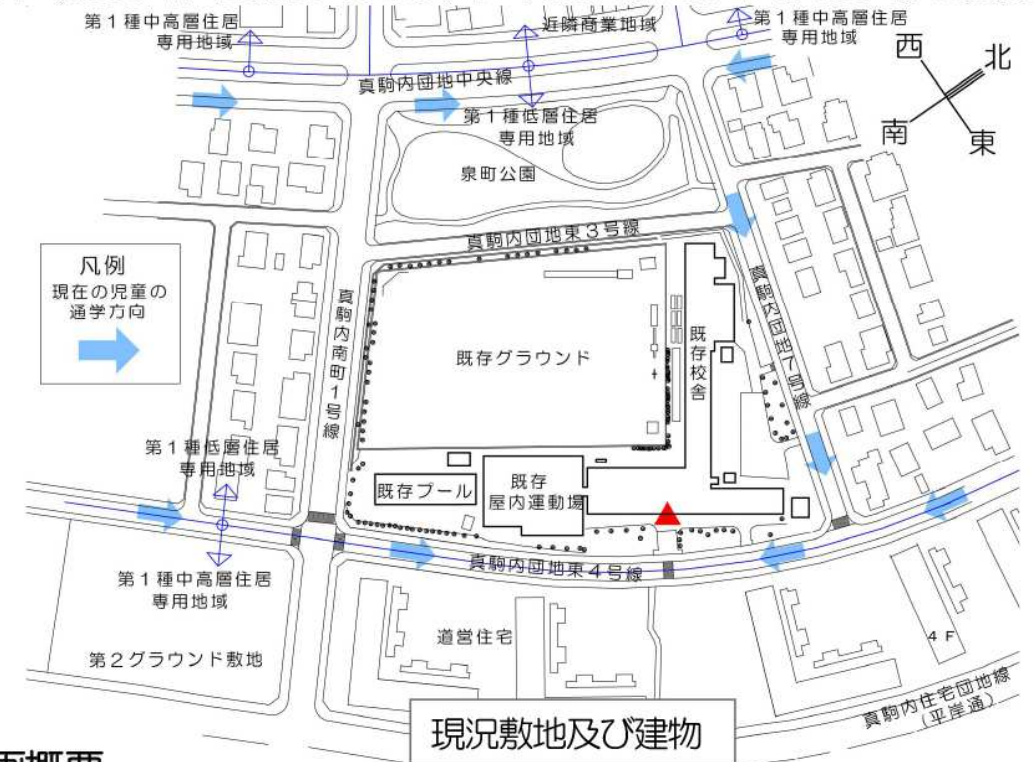 第１種中高層住居
専用地域
近隣商業地域
第１種中高層住居
専用地域
西
北
南
東
真駒内団地中央線
第１種低層住居
専用地域
泉町公園
真駒内団地東３号線
凡例
現在の児童の
通学方向
真駒内南町１号線
既存グラウンド
既存校舎
真駒内団地７号線
第１種低層住居
専用地域
既存プール
既存
屋内運動場
真駒内団地東４号線
第１種中高層住居
専用地域
第２グラウンド敷地
道営住宅
４Ｆ
真駒内住宅団地線
(平岸通)
現況敷地及び建物